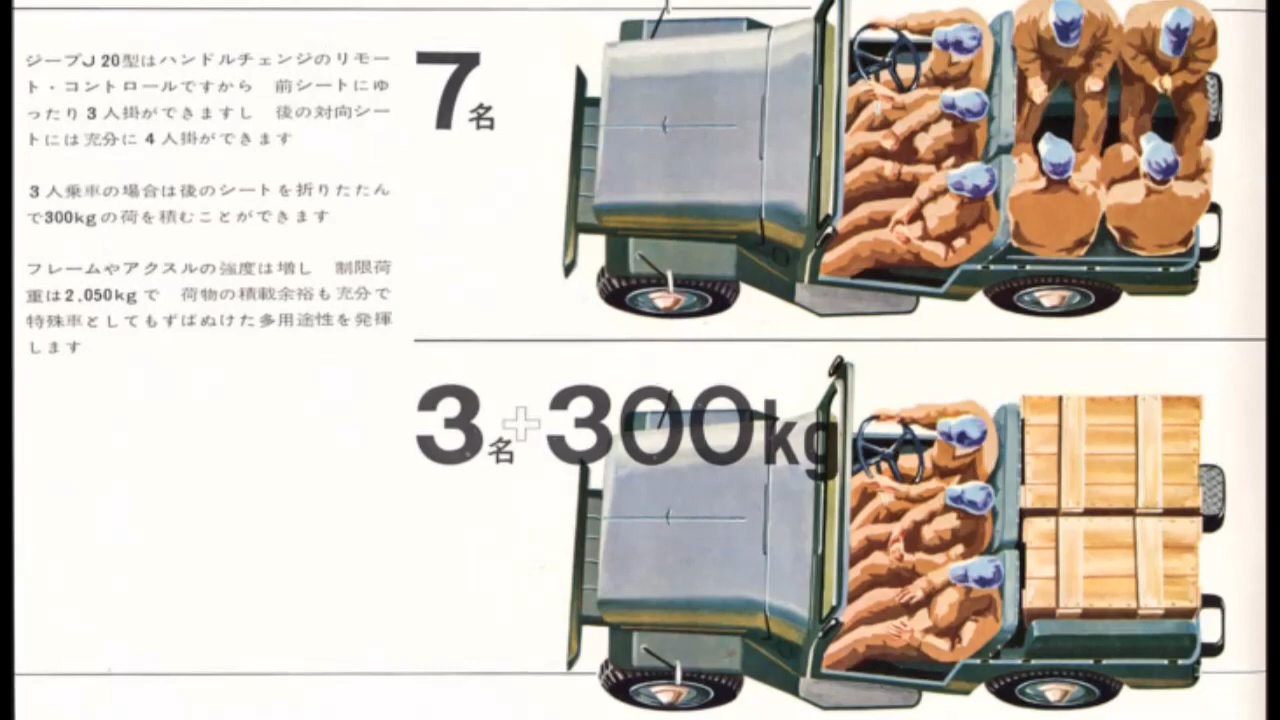 ジープJ20型はハンドルチェンジのリモー
ト・コントロールですから 前シートにゆ
ったり3人掛ができますし 後の対向シー
トには充分に4人掛ができます
3人乗車の場合は後のシートを折りたたん
で300kgの荷を積むことができます
フレームやアクスルの強度は増し 制限荷
重は2.050kgで 荷物の積載余裕も充分で
特殊車としてもずばぬけた多用途性を発揮
します
7名
3名+300kg